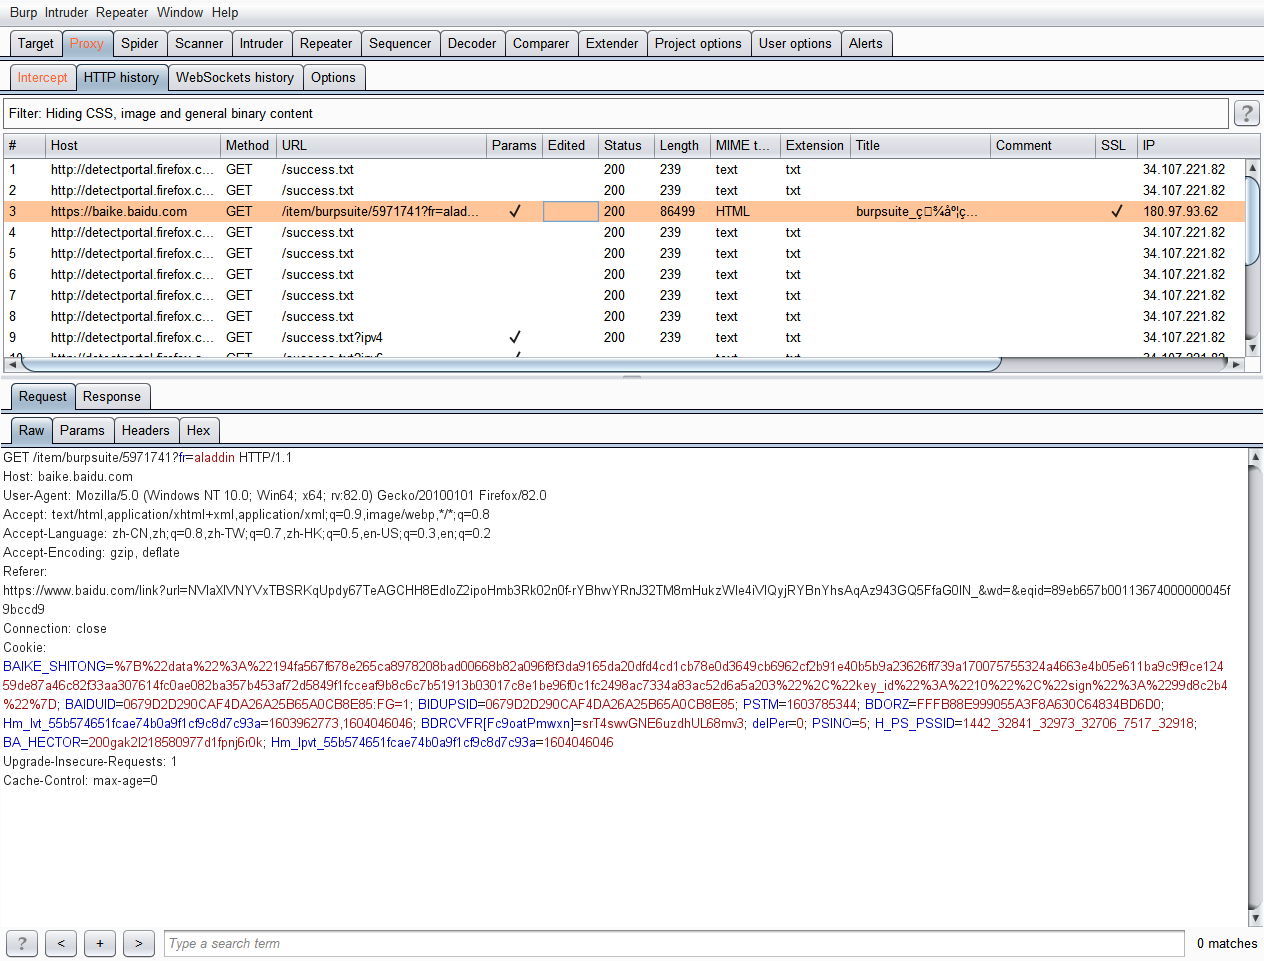 Burp Intruder Repeater Window Help
Target Proxy Spider Scanner Intruder Repeater Sequencer Decoder Comparer Extender Project options User options Alerts
Intercept HTTP history WebSockets history Options
Filter: Hiding CSS, image and general binary content ?
# Host Method URL Params Edited Status Length MIME t... Extension Title Comment SSL IP
1 http://detectportal.firefox.c... GET /success.txt 200 239 text txt 34.107.221.82
2 http://detectportal.firefox.c... GET /success.txt 200 239 text txt 34.107.221.82
3 https://baike.baidu.com GET /item/burpsuite/5971741?fr=alad... ✓ 200 86499 HTML burpsuite_ç□¾åº¦ç... ✓ 180.97.93.62
4 http://detectportal.firefox.c... GET /success.txt 200 239 text txt 34.107.221.82
5 http://detectportal.firefox.c... GET /success.txt 200 239 text txt 34.107.221.82
6 http://detectportal.firefox.c... GET /success.txt 200 239 text txt 34.107.221.82
7 http://detectportal.firefox.c... GET /success.txt 200 239 text txt 34.107.221.82
8 http://detectportal.firefox.c... GET /success.txt 200 239 text txt 34.107.221.82
9 http://detectportal.firefox.c... GET /success.txt?ipv4 ✓ 200 239 text txt 34.107.221.82
Request Response
Raw Params Headers Hex
GET /item/burpsuite/5971741?fr=aladdin HTTP/1.1
Host: baike.baidu.com
User-Agent: Mozilla/5.0 (Windows NT 10.0; Win64; x64; rv:82.0) Gecko/20100101 Firefox/82.0
Accept: text/html,application/xhtml+xml,application/xml;q=0.9,image/webp,*/*;q=0.8
Accept-Language: zh-CN,zh;q=0.8,zh-TW;q=0.7,zh-HK;q=0.5,en-US;q=0.3,en;q=0.2
Accept-Encoding: gzip, deflate
Referer:
https://www.baidu.com/link?url=NVlaXlVNYVxTBSRKqUpdy67TeAGCHH8EdloZ2ipoHmb3Rk02n0f-rYBhwYRnJ32TM8mHukzWle4iVlQyjRYBnYhsAqAz943GQ5FfaG0lN_&wd=&eqid=89eb657b00113674000000045f
9bccd9
Connection: close
Cookie:
BAIKE_SHITONG=%7B%22data%22%3A%22194fa567f678e265ca8978208bad00668b82a096f8f3da9165da20dfd4cd1cb78e0d3649cb6962cf2b91e40b5b9a23626ff739a170075755324a4663e4b05e611ba9c9f9ce124
59de87a46c82f33aa307614fc0ae082ba357b453af72d5849f1fcceaf9b8c6c7b51913b03017c8e1be96f0c1fc2498ac7334a83ac52d6a5a203%22%2C%22key_id%22%3A%2210%22%2C%22sign%22%3A%2299d8c2b4
%22%7D; BAIDUID=0679D2D290CAF4DA26A25B65A0CB8E85:FG=1; BIDUPSID=0679D2D290CAF4DA26A25B65A0CB8E85; PSTM=1603785344; BDORZ=FFFB88E999055A3F8A630C64834BD6D0;
Hm_lvt_55b574651fcae74b0a9f1cf9c8d7c93a=1603962773,1604046046; BDRCVFR[Fc9oatPmwxn]=srT4swvGNE6uzdhUL68mv3; delPer=0; PSINO=5; H_PS_PSSID=1442_32841_32973_32706_7517_32918;
BA_HECTOR=200gak2l218580977d1fpnj6r0k; Hm_lpvt_55b574651fcae74b0a9f1cf9c8d7c93a=1604046046
Upgrade-Insecure-Requests: 1
Cache-Control: max-age=0
? < + > Type a search term 0 matches